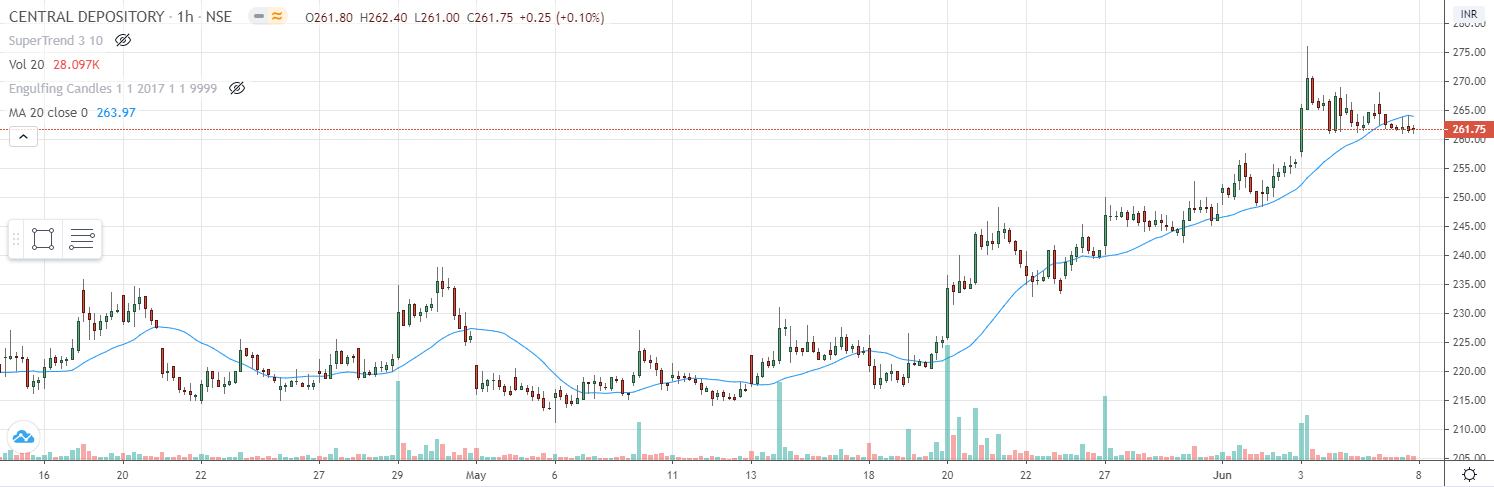 CENTRAL DEPOSITORY · 1h · NSE O261.80 H262.40 L261.00 C261.75 +0.25 (+0.10%)
SuperTrend 3 10
Vol 20 28.097K
Engulfing Candles 1 1 2017 1 1 9999
MA 20 close 0 263.97
INR
280.00
275.00
270.00
265.00
261.75
260.00
255.00
250.00
245.00
240.00
235.00
230.00
225.00
220.00
215.00
210.00
205.00
16 20 22 27 29 May 6 11 13 18 20 22 27 Jun 3 8